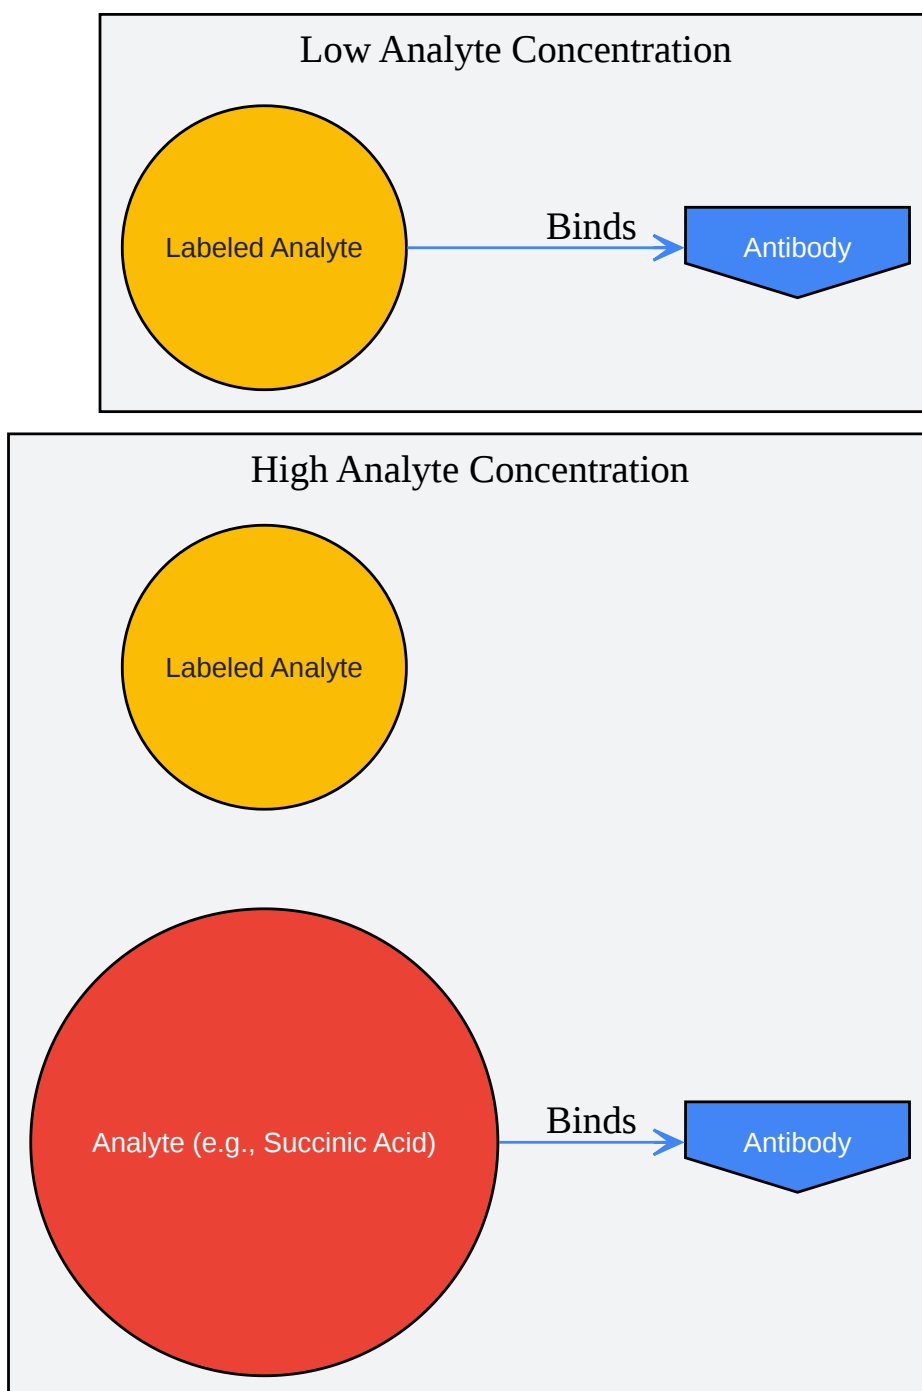 Low Analyte Concentration
Labeled Analyte
Binds
Antibody
High Analyte Concentration
Labeled Analyte
Analyte (e.g., Succinic Acid)
Binds
Antibody